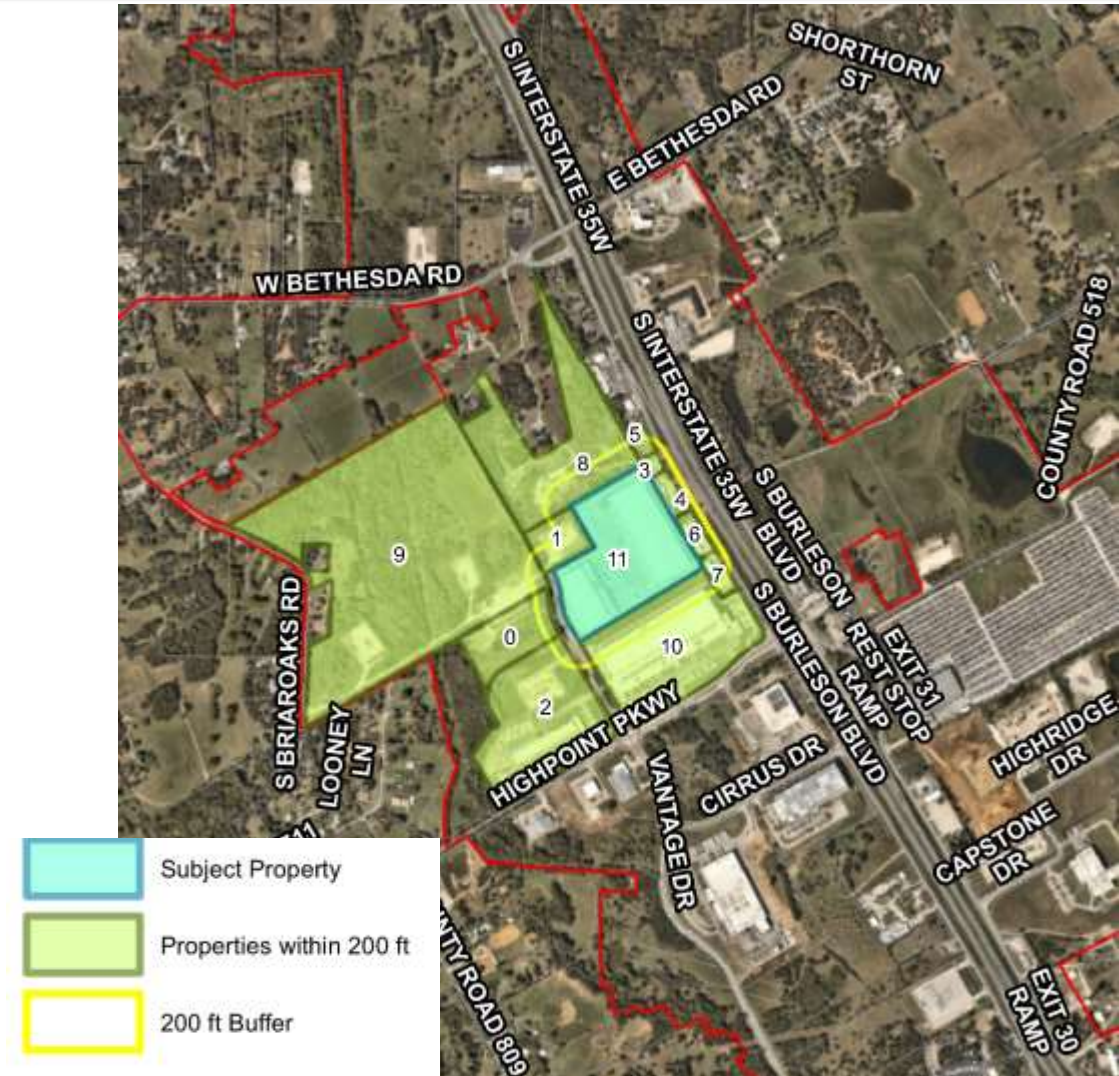 SHORTHORN
ST
S INTERSTATE 35W
E BETHESDA RD
W BETHESDA RD
S INTERSTATE 35W
COUNTY ROAD 518
5
8
3
4
S BURLESON
BLVD
6
1
11
9
7
S BURLESON BLVD
EXIT 31
REST STOP
RAMP
0
10
2
S BRIAROAKS RD
LOONEY
LN
HIGHPOINT PKWY
VANTAGE DR
CIRRUS DR
HIGHRIDGE
DR
CAPSTONE
DR
Subject Property
Properties within 200 ft
200 ft Buffer
NTY ROAD 809
EXIT 30
RAMP